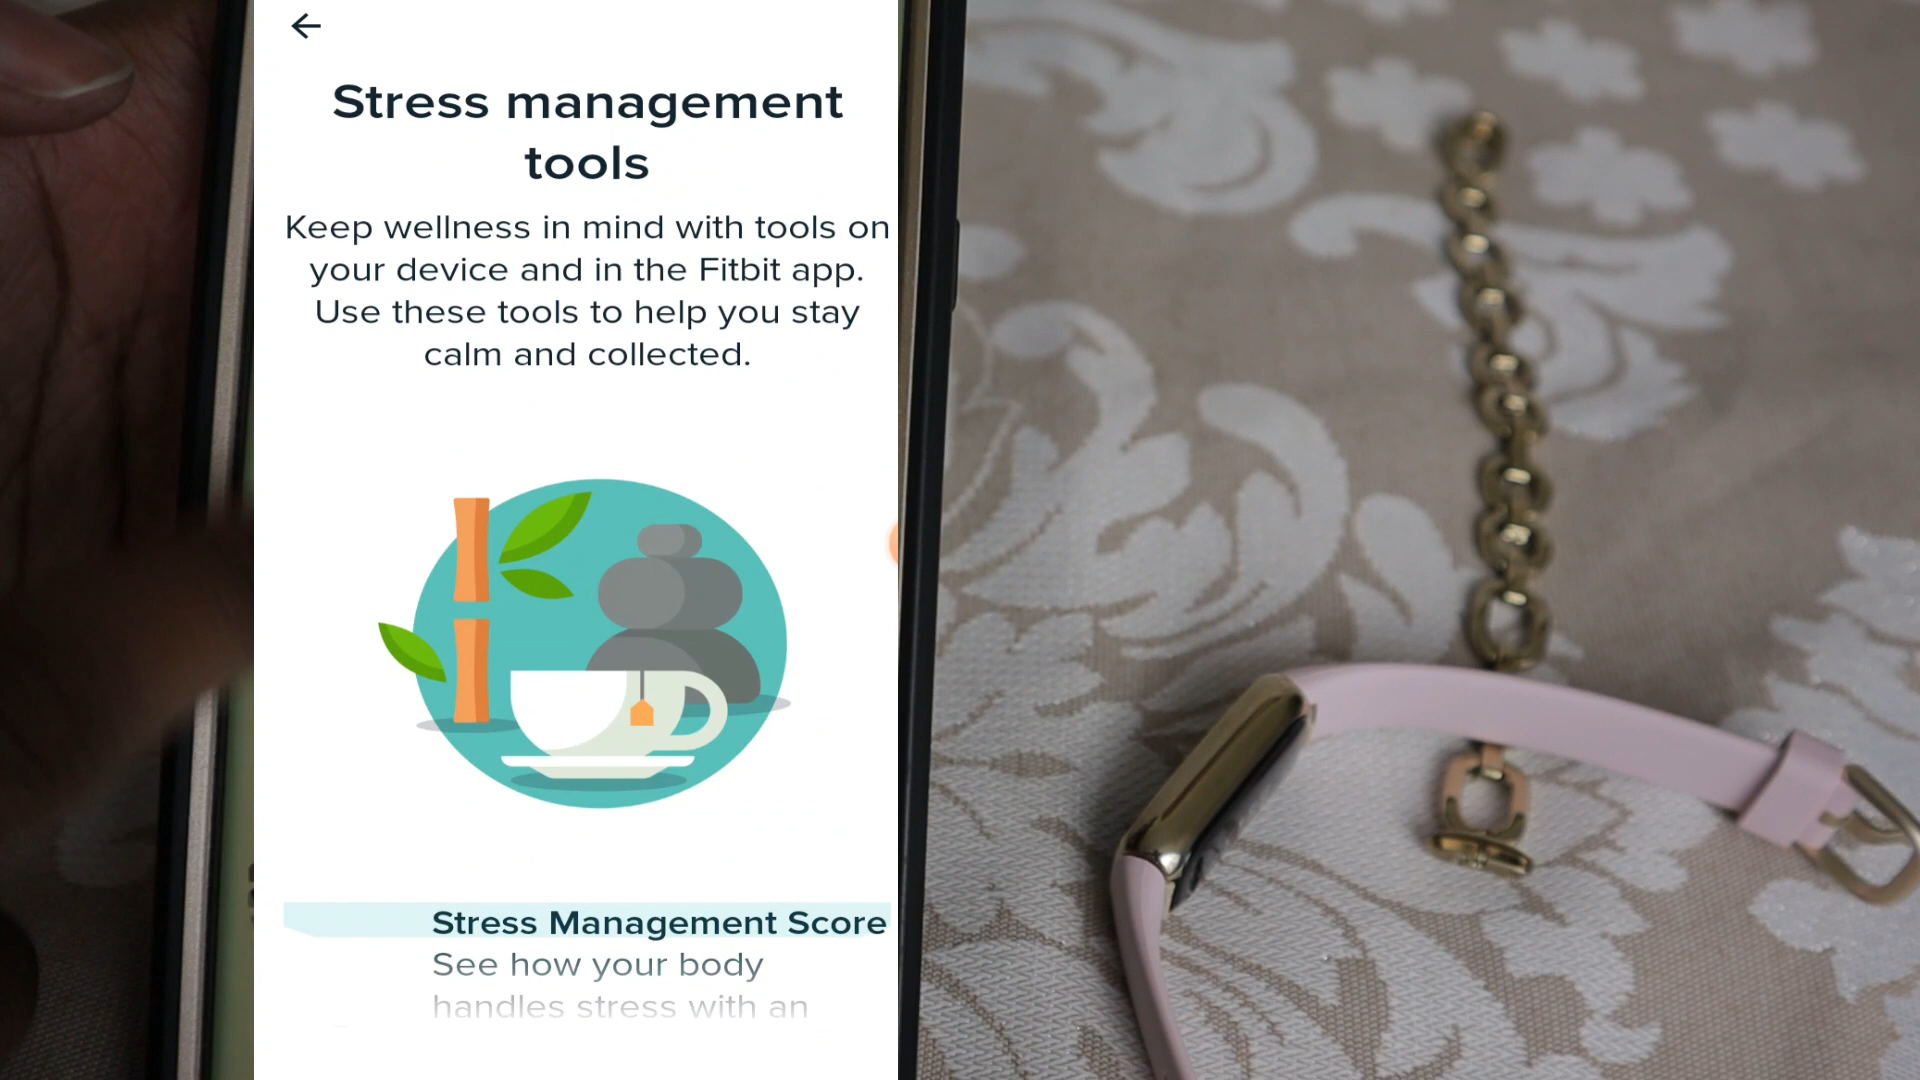 Stress management
tools
Keep wellness in mind with tools on
your device and in the Fitbit app.
Use these tools to help you stay
calm and collected.
Stress Management Score
See how your body
handles stress with an